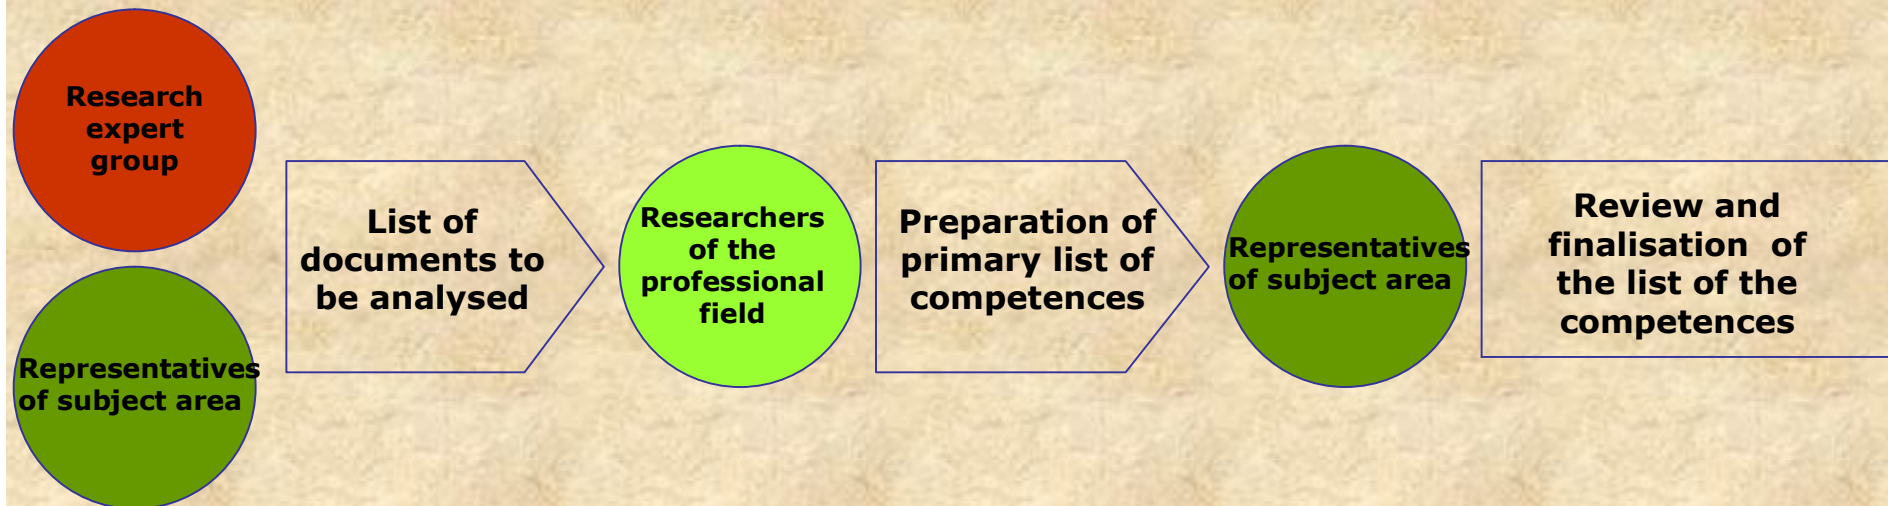 Research
expert
group
Representatives
of subject area
List of
documents to
be analysed
Researchers
of the
professional
field
Preparation of
primary list of
competences
Representatives
of subject area
Review and
finalisation of
the list of the
competences